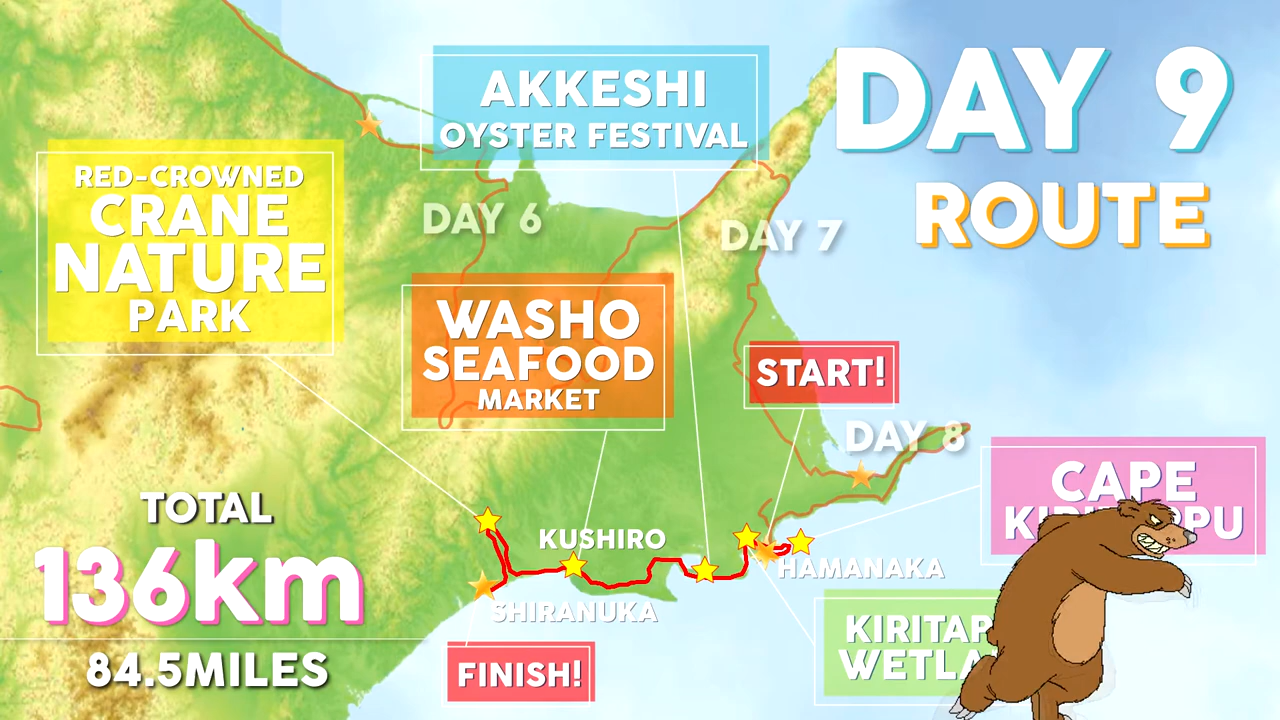 DAY 9
ROUTE
AKKESHI
OYSTER FESTIVAL
RED-CROWNED
CRANE
NATURE
PARK
DAY 6
DAY 7
WASHO
SEAFOOD
MARKET
START!
DAY 8
CAPE
TOTAL
136km
84.5MILES
KUSHIRO
HAMANAKA
SHIRANUKA
FINISH!